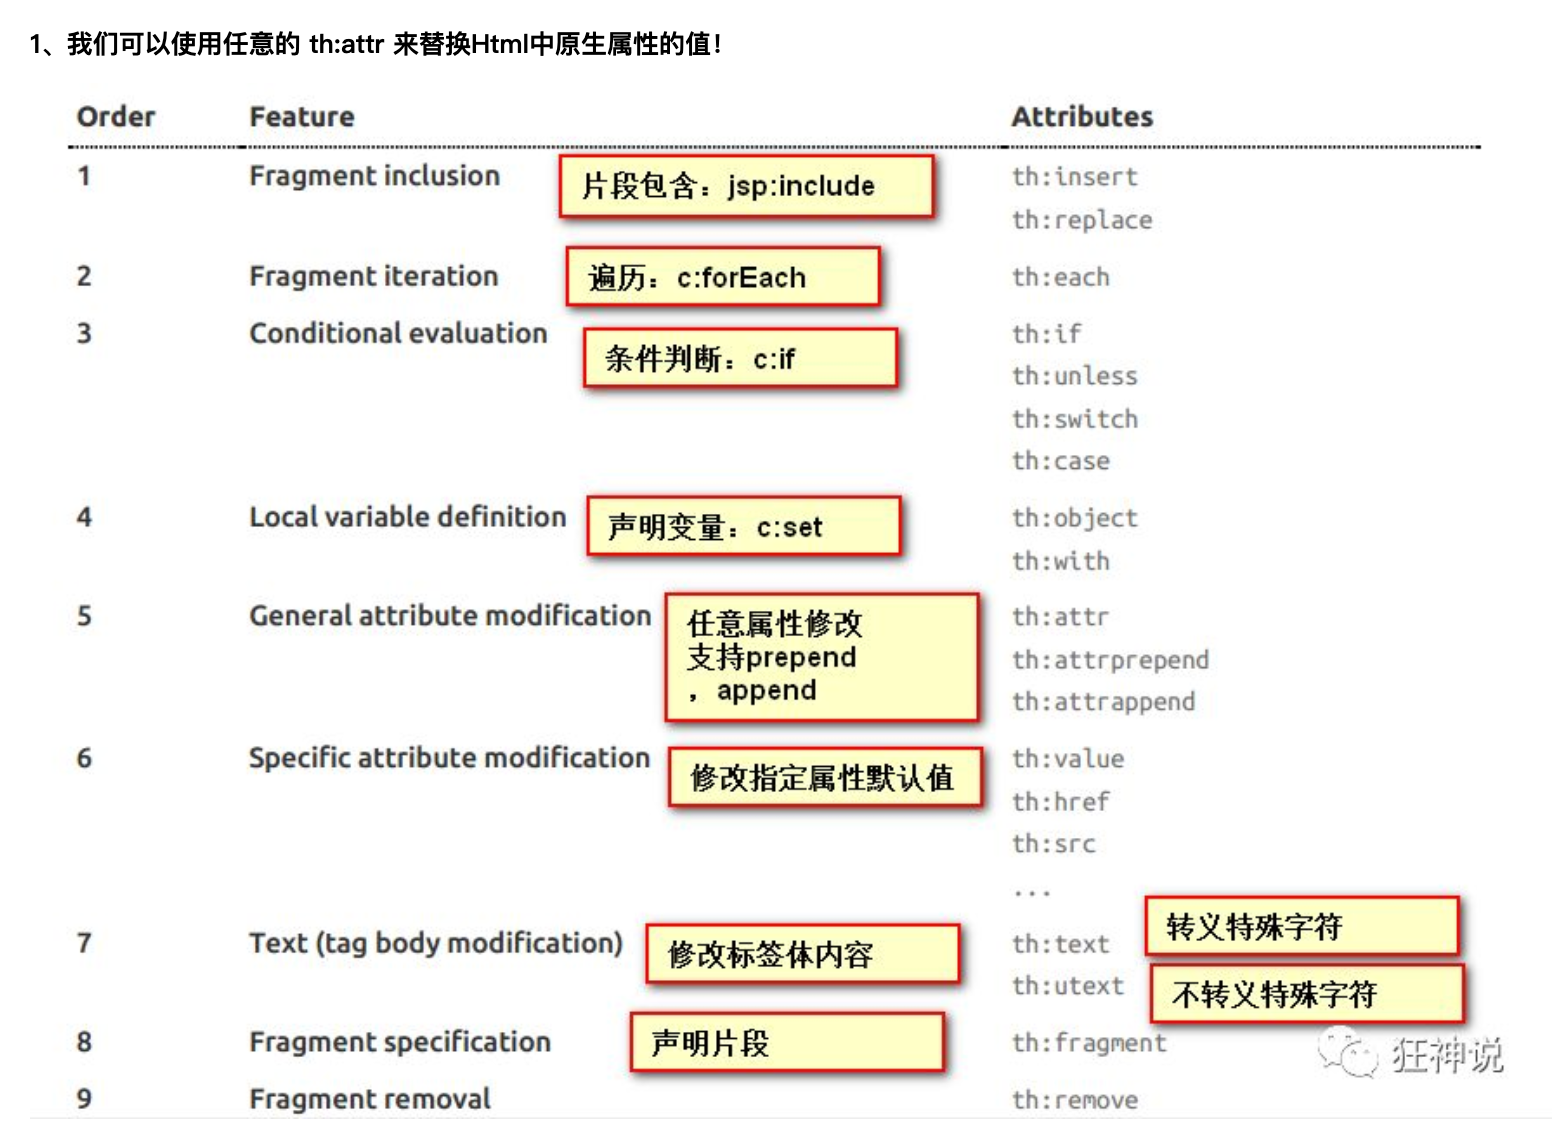 1、我们可以使用任意的 th:attr 来替换Html中原生属性的值！
Order Feature Attributes
1 Fragment inclusion 片段包含：jsp:include th:insert
th:replace
2 Fragment iteration 遍历：c:forEach th:each
3 Conditional evaluation 条件判断：c:if th:if
th:unless
th:switch
th:case
4 Local variable definition 声明变量：c:set th:object
th:with
5 General attribute modification 任意属性修改 th:attr
支持prepend th:attrprepend
，append th:attrappend
6 Specific attribute modification 修改指定属性默认值 th:value
th:href
th:src
...
7 Text (tag body modification) 修改标签体内容 th:text 转义特殊字符
th:utext 不转义特殊字符
8 Fragment specification 声明片段 th:fragment
狂神说
9 Fragment removal th:remove